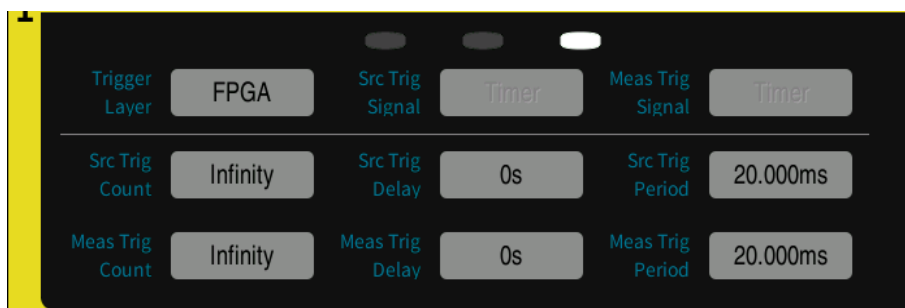 1
Trigger Layer FPGA Src Trig Signal Timer Meas Trig Signal Timer
Src Trig Count Infinity Src Trig Delay 0s Src Trig Period 20.000ms
Meas Trig Count Infinity Meas Trig Delay 0s Meas Trig Period 20.000ms